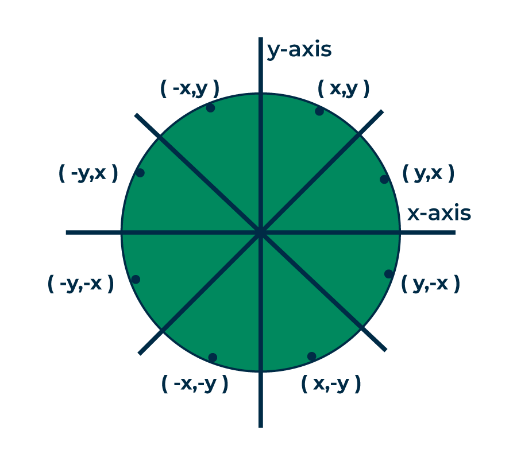 y-axis
( -x,y )
( x,y )
( -y,x )
( y,x )
x-axis
( -y,-x )
( y,-x )
( -x,-y )
( x,-y )